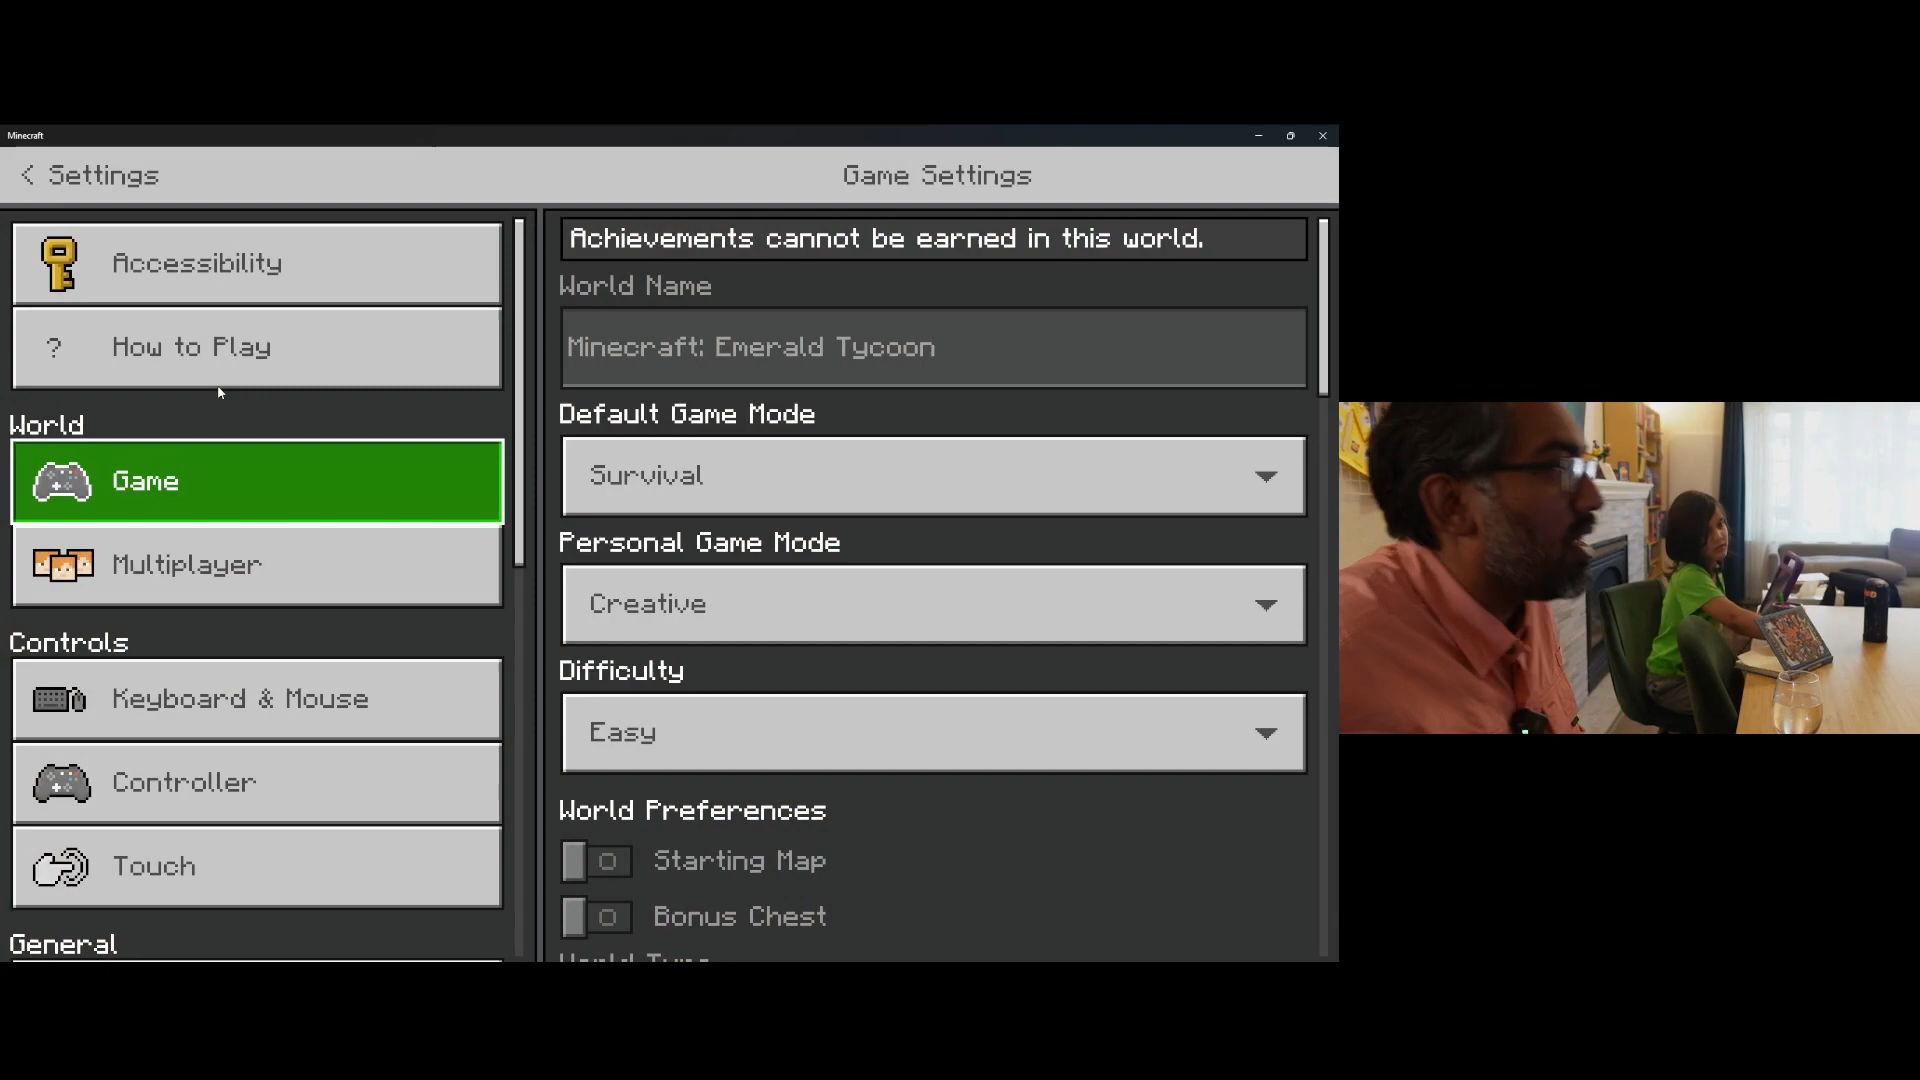 Minecraft
Settings
Game Settings
Accessibility
? How to Play
World
Game
Multiplayer
Controls
Keyboard & Mouse
Controller
Touch
General
Achievements cannot be earned in this world.
World Name
Minecraft: Emerald Tycoon
Default Game Mode
Survival
Personal Game Mode
Creative
Difficulty
Easy
World Preferences
Starting Map
Bonus Chest